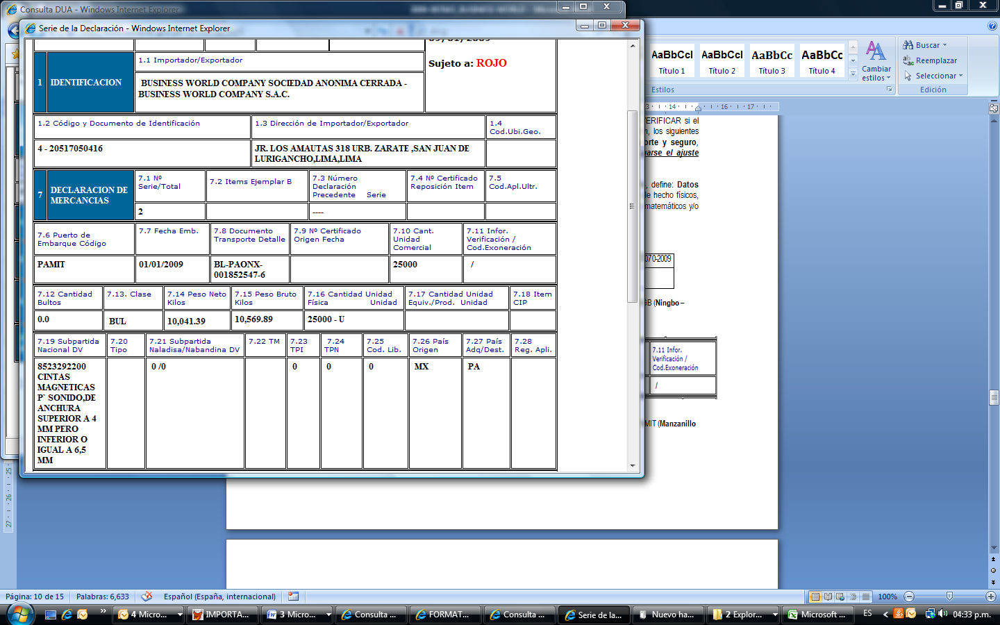 Consulta DUA - Windows Internet Explorer
Serie de la Declaración - Windows Internet Explorer
Sujeto a: ROJO
1 IDENTIFICACION
1.1 Importador/Exportador
BUSINESS WORLD COMPANY SOCIEDAD ANONIMA CERRADA -
BUSINESS WORLD COMPANY S.A.C.
1.2 Código y Documento de Identificación
1.3 Dirección de Importador/Exportador
1.4
Cod.Ubi.Geo.
4 - 20517050416
JR. LOS AMAUTAS 318 URB. ZARATE ,SAN JUAN DE
LURIGANCHO,LIMA,LIMA
7 DECLARACION DE
MERCANCIAS
7.1 Nº
Serie/Total
7.2 Items Ejemplar B
7.3 Número
Declaración
Precedente Serie
7.4 Nº Certificado
Reposición Item
7.5
Cod.Apl.Ultr.
2
----
7.6 Puerto de
Embarque Código
7.7 Fecha Emb.
7.8 Documento
Transporte Detalle
7.9 Nº Certificado
Origen Fecha
7.10 Cant.
Unidad
Comercial
7.11 Infor.
Verificación /
Cod.Exoneración
PAMIT
01/01/2009
BL-PAONX-
001852547-6
25000
/
7.12 Cantidad
Bultos
7.13. Clase
7.14 Peso Neto
Kilos
7.15 Peso Bruto
Kilos
7.16 Cantidad Unidad
Física Unidad
7.17 Cantidad Unidad
Equiv./Prod. Unidad
7.18 Item
CIP
0.0
BUL
10,041.39
10,569.89
25000 - U
7.19 Subpartida
Nacional DV
7.20
Tipo
7.21 Subpartida
Naladisa/Nabandina DV
7.22 TM
7.23
TPI
7.24
TPN
7.25
Cod. Lib.
7.26 País
Origen
7.27 País
Adq/Dest.
7.28
Reg. Apli.
8523292200
CINTAS
MAGNETICAS
P` SONIDO,DE
ANCHURA
SUPERIOR A 4
MM PERO
INFERIOR O
IGUAL A 6,5
MM
0 /0
0
0
0
MX
PA
AaBbCcI
AaBbCcI
AaBbCc
AaBbCc
Título 1
Título 2
Título 3
Título 4
Cambiar
estilos
Estilos
Buscar
Reemplazar
Seleccionar
Edición
14
16
17
VERIFICAR si el
los siguientes
y seguro,
el ajuste
, define: Datos
de hecho físicos,
matemáticos y/o
070-2009
(Ningbo –
7.11 Infor.
Verificación /
Cod.Exoneración
/
(Manzanillo
25
26
27
Página: 10 de 15
Palabras: 6,633
Español (España, internacional)
100%
4 Micro...
IMPORTA...
3 Microf...
Consulta ...
FORMAT...
Consulta ...
Serie de la...
Nuevo ha...
2 Explor...
Microsoft ...
ES
04:33 p.m.